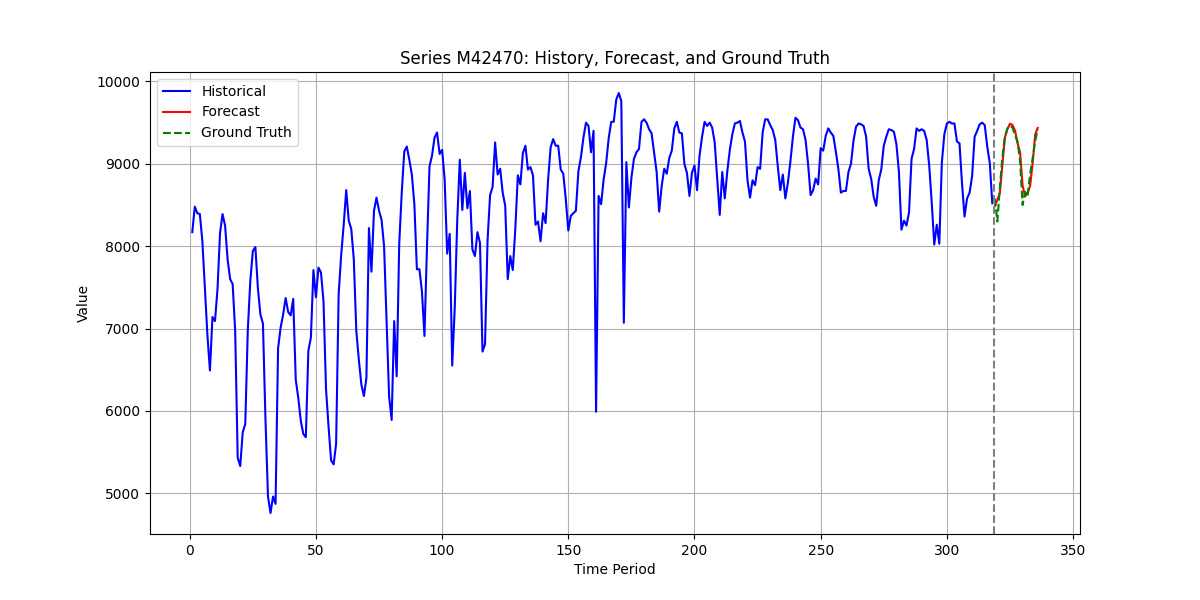 Series M42470: History, Forecast, and Ground Truth
Historical
Forecast
Ground Truth
10000
9000
8000
7000
6000
5000
Value
0 50 100 150 200 250 300 350
Time Period